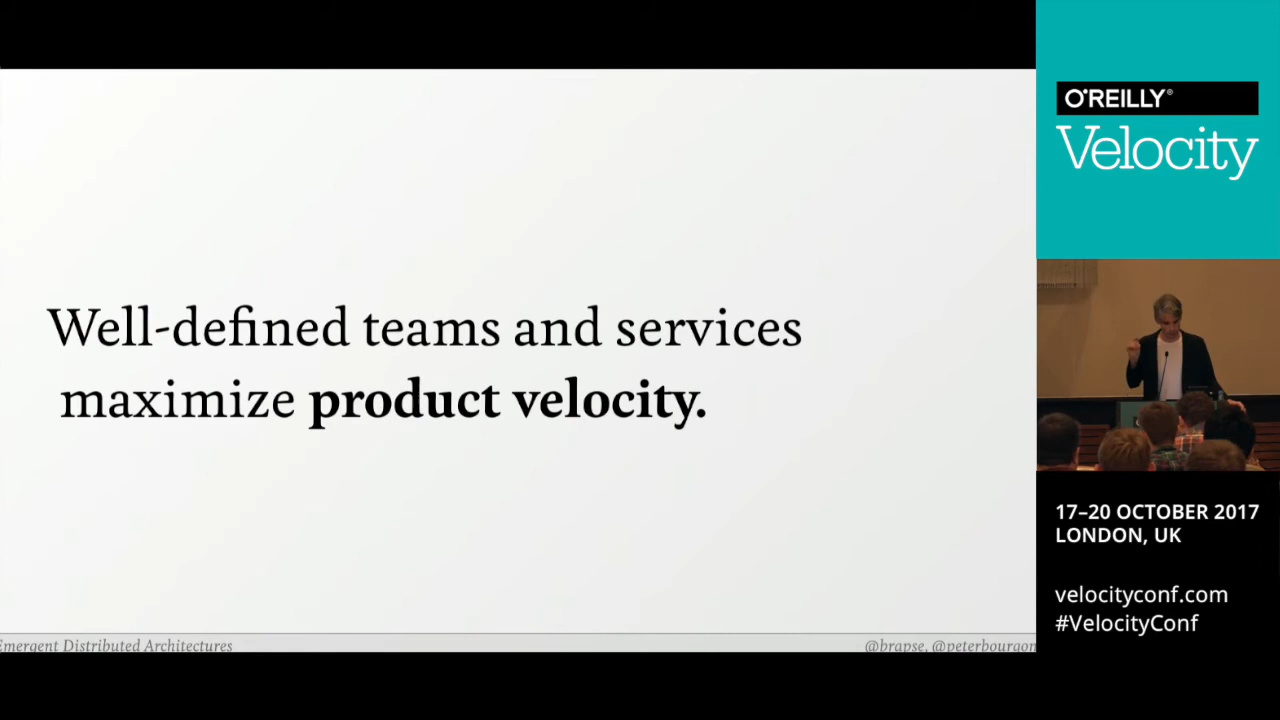 Well-defined teams and services
maximize product velocity.
Emergent Distributed Architectures
@brapse, @peterbourgon
O'REILLY®
Velocity
17–20 OCTOBER 2017
LONDON, UK
velocityconf.com
#VelocityConf